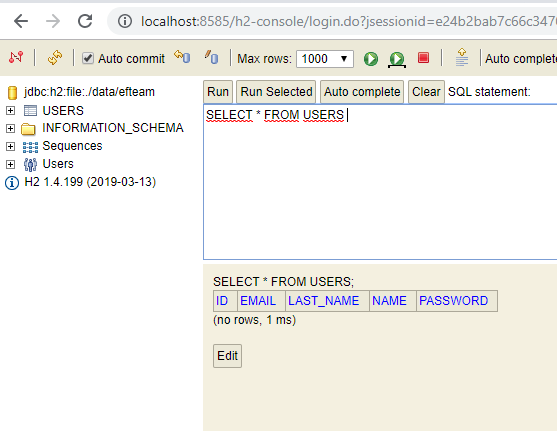 localhost:8585/h2-console/login.do?jsessionid=e24b2bab7c66c347
Auto commit Max rows: 1000 Auto complete
jdbc:h2:file:./data/efteam
USERS
INFORMATION_SCHEMA
Sequences
Users
H2 1.4.199 (2019-03-13)
Run Run Selected Auto complete Clear SQL statement:
SELECT * FROM USERS
SELECT * FROM USERS;
ID EMAIL LAST_NAME NAME PASSWORD
(no rows, 1 ms)
Edit